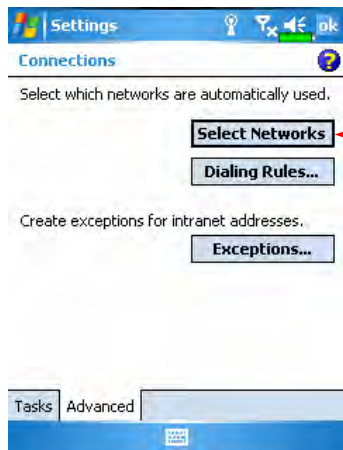 Settings
ok
Connections
?
Select which networks are automatically used.
Select Networks
Dialing Rules...
Create exceptions for intranet addresses.
Exceptions...
Tasks Advanced